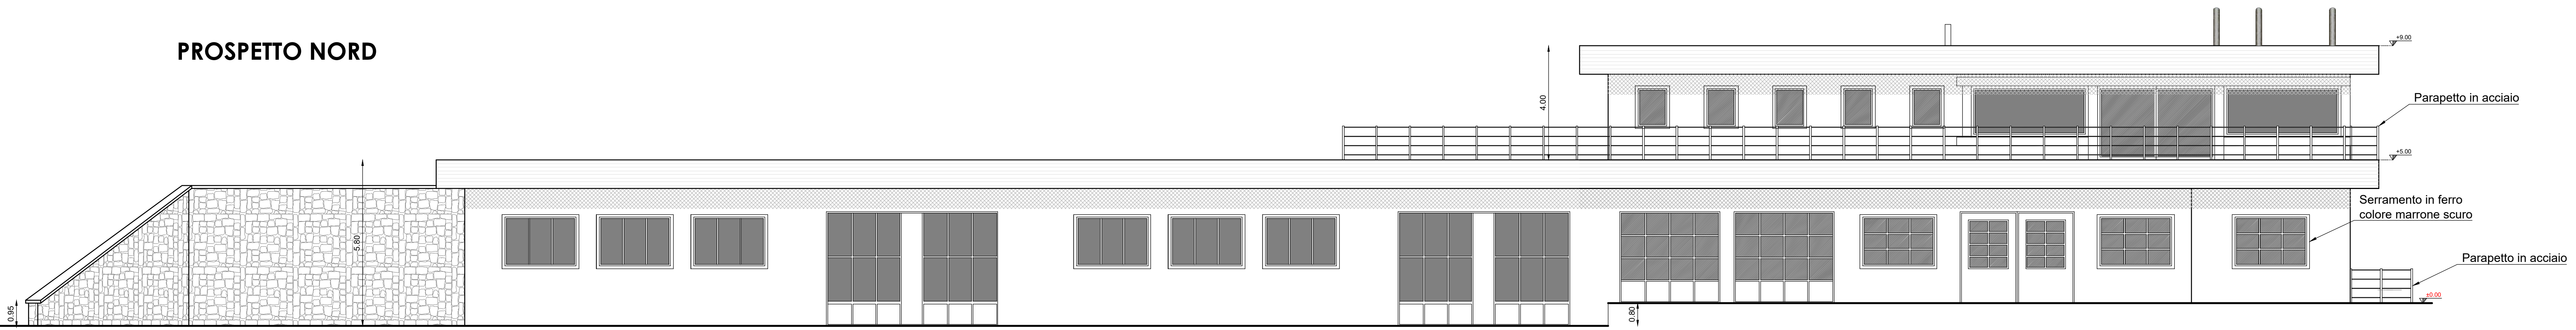 PROSPETTO NORD
+9.00
4.00
Parapetto in acciaio
+5.00
Serramento in ferro
colore marrone scuro
5.80
Parapetto in acciaio
±0.00
0.95
0.80